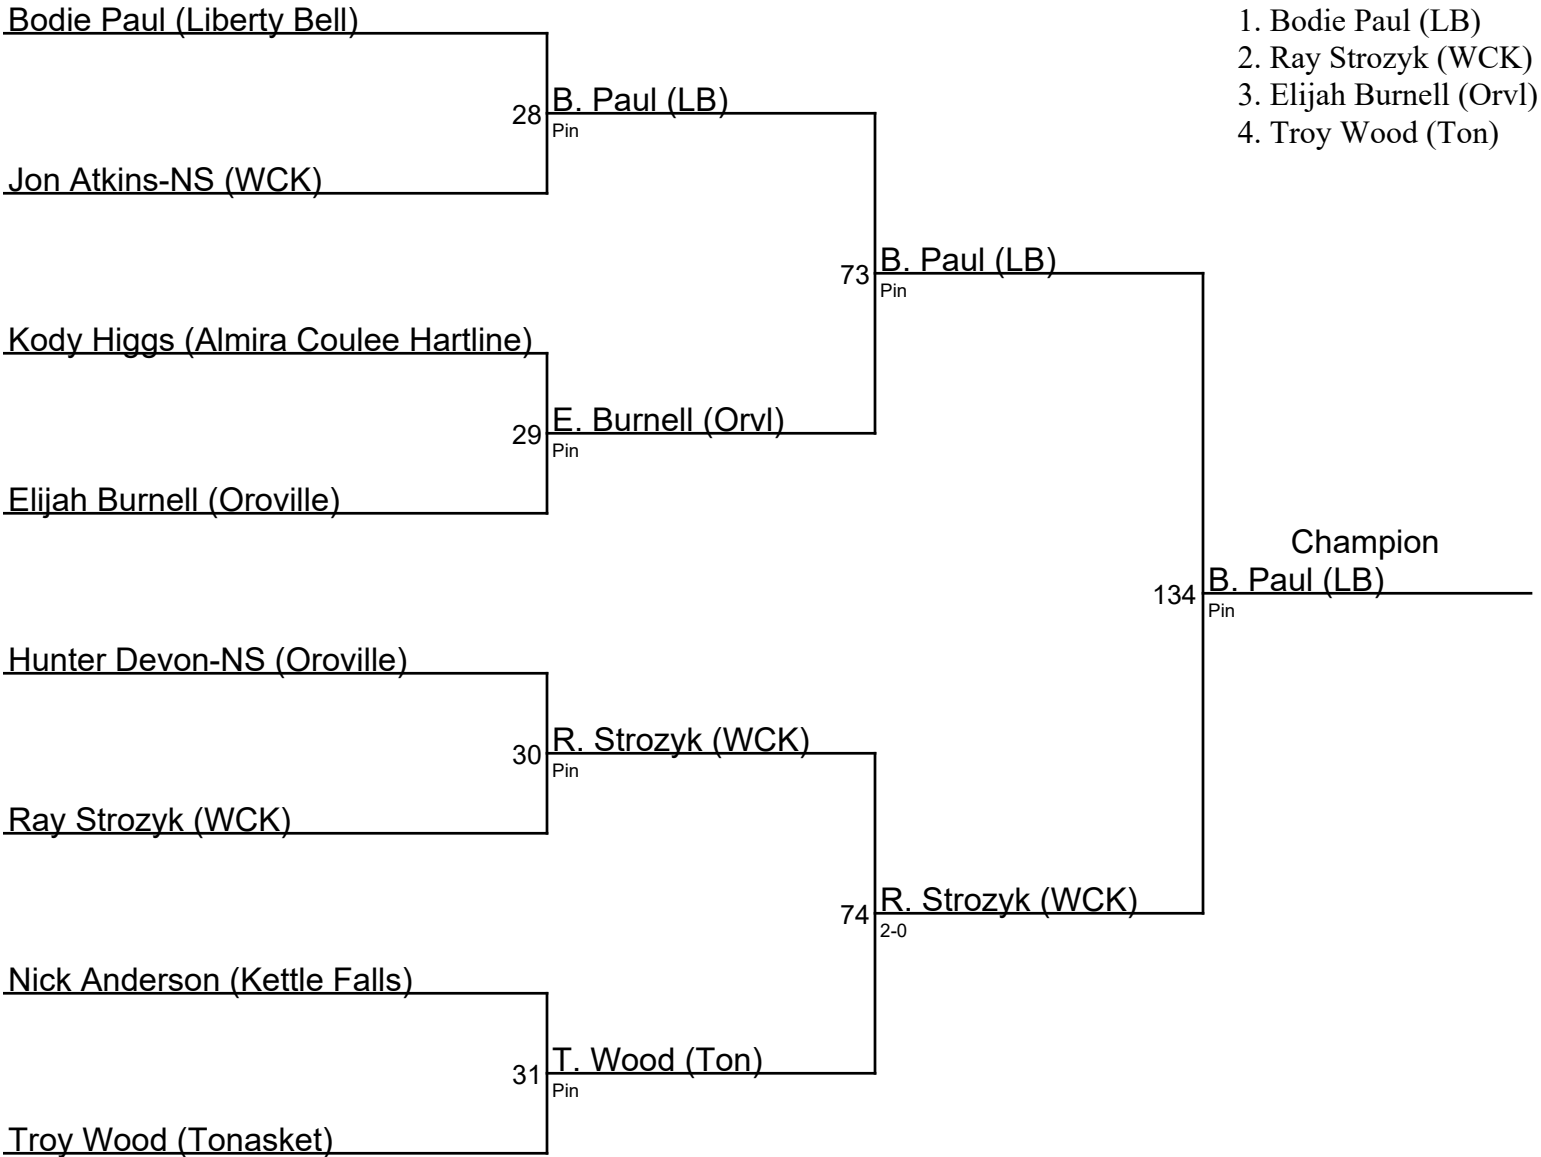 Bodie Paul (Liberty Bell)
1. Bodie Paul (LB)
2. Ray Strozyk (WCK)
3. Elijah Burnell (Orvl)
4. Troy Wood (Ton)
28
B. Paul (LB)
Pin
Jon Atkins-NS (WCK)
73
B. Paul (LB)
Pin
Kody Higgs (Almira Coulee Hartline)
29
E. Burnell (Orvl)
Pin
Elijah Burnell (Oroville)
Champion
134
B. Paul (LB)
Pin
Hunter Devon-NS (Oroville)
30
R. Strozyk (WCK)
Pin
Ray Strozyk (WCK)
74
R. Strozyk (WCK)
2-0
Nick Anderson (Kettle Falls)
31
T. Wood (Ton)
Pin
Troy Wood (Tonasket)